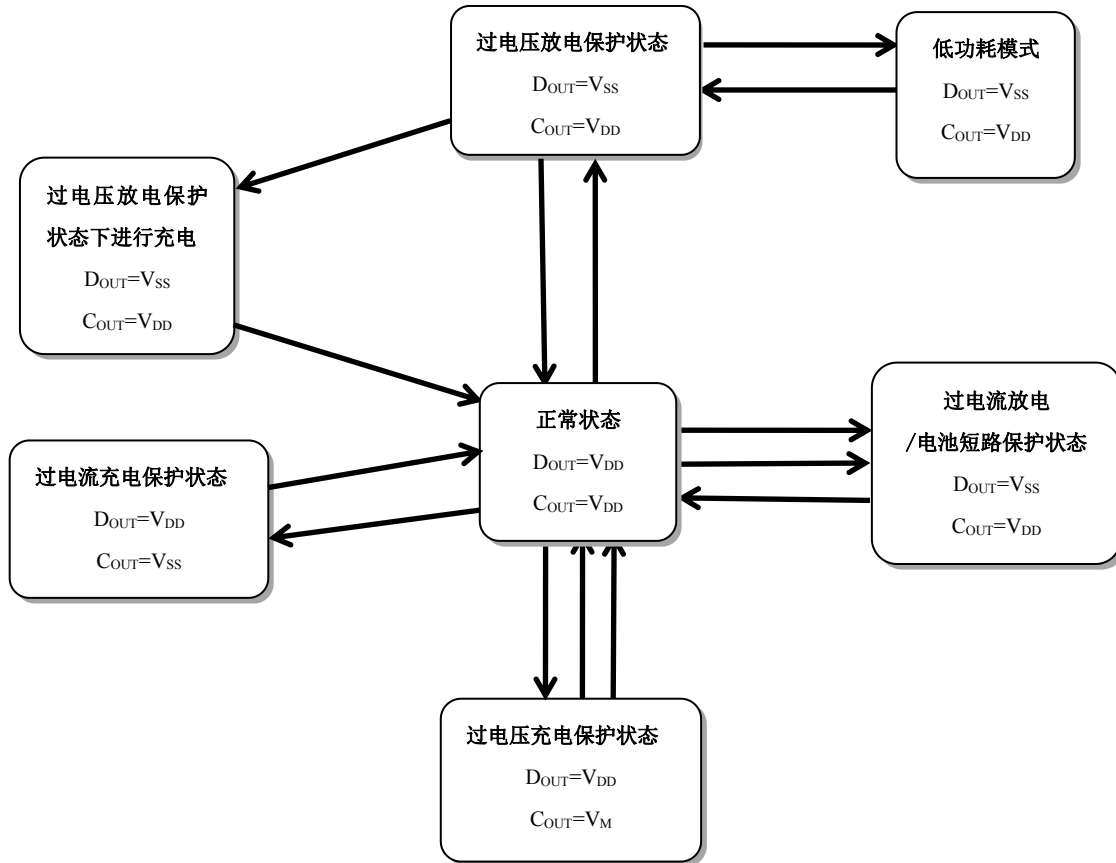 过电压放电保护状态
DOUT=VSS
COUT=VDD
低功耗模式
DOUT=VSS
COUT=VDD
过电压放电保护
状态下进行充电
DOUT=VSS
COUT=VDD
正常状态
DOUT=VDD
COUT=VDD
过电流放电
/电池短路保护状态
DOUT=VSS
COUT=VDD
过电流充电保护状态
DOUT=VDD
COUT=VSS
过电压充电保护状态
DOUT=VDD
COUT=VM